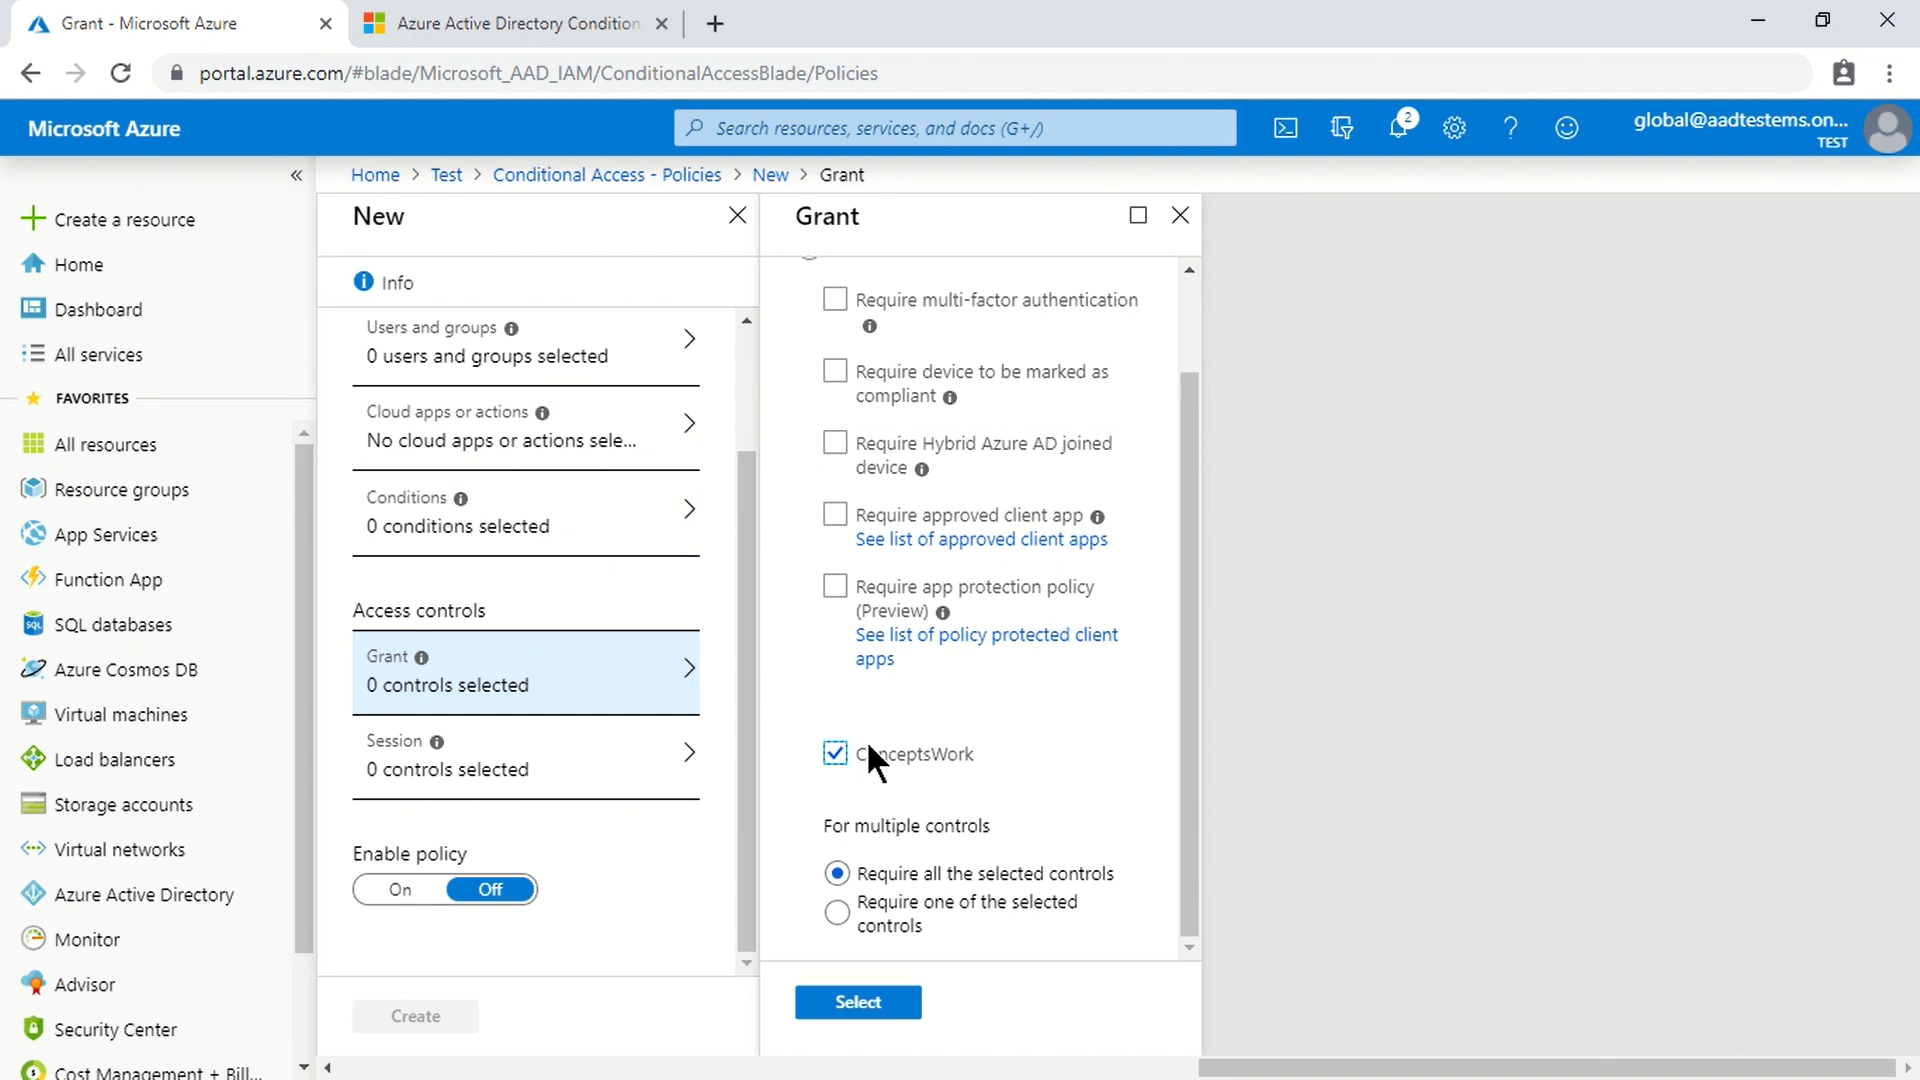 Grant - Microsoft Azure
Azure Active Directory Condition
portal.azure.com/#blade/Microsoft_AAD_IAM/ConditionalAccessBlade/Policies
Microsoft Azure
Search resources, services, and docs (G+/)
2
global@aadtestems.on...
TEST
Home > Test > Conditional Access - Policies > New > Grant
Create a resource
Home
Dashboard
All services
FAVORITES
All resources
Resource groups
App Services
Function App
SQL databases
Azure Cosmos DB
Virtual machines
Load balancers
Storage accounts
Virtual networks
Azure Active Directory
Monitor
Advisor
Security Center
Cost Management + Bill...
New
Info
Users and groups
0 users and groups selected
Cloud apps or actions
No cloud apps or actions sele...
Conditions
0 conditions selected
Access controls
Grant
0 controls selected
Session
0 controls selected
Enable policy
On Off
Create
Grant
Require multi-factor authentication
Require device to be marked as
compliant
Require Hybrid Azure AD joined
device
Require approved client app
See list of approved client apps
Require app protection policy
(Preview)
See list of policy protected client
apps
ConceptsWork
For multiple controls
Require all the selected controls
Require one of the selected
controls
Select